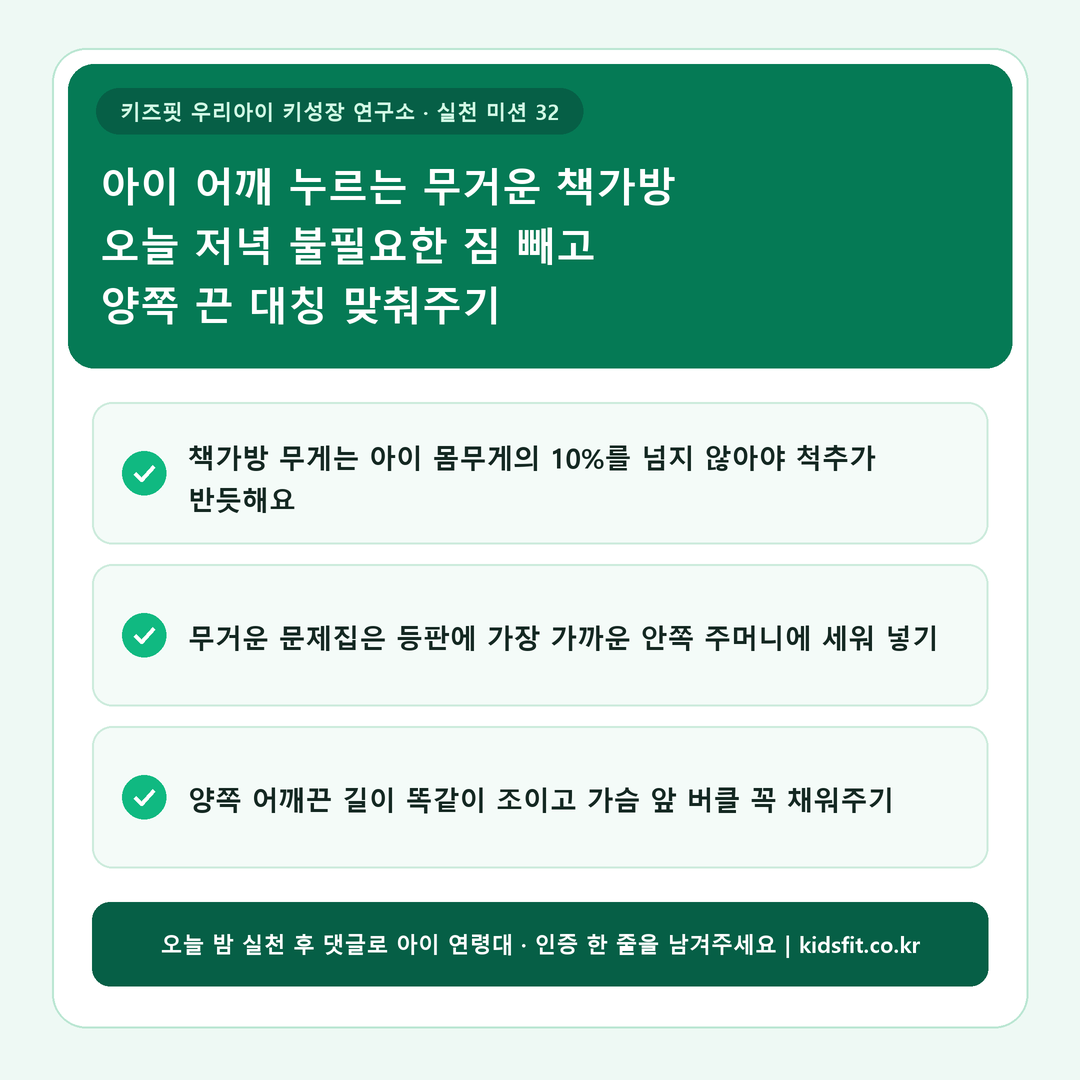 키즈핏 우리아이 키성장 연구소 · 실천 미션 32
아이 어깨 누르는 무거운 책가방
오늘 저녁 불필요한 짐 빼고
양쪽 끈 대칭 맞춰주기
책가방 무게는 아이 몸무게의 10%를 넘지 않아야 척추가
반듯해요
무거운 문제집은 등판에 가장 가까운 안쪽 주머니에 세워 넣기
양쪽 어깨끈 길이 똑같이 조이고 가슴 앞 버클 꼭 채워주기
오늘 밤 실천 후 댓글로 아이 연령대 · 인증 한 줄을 남겨주세요 | kidsfit.co.kr